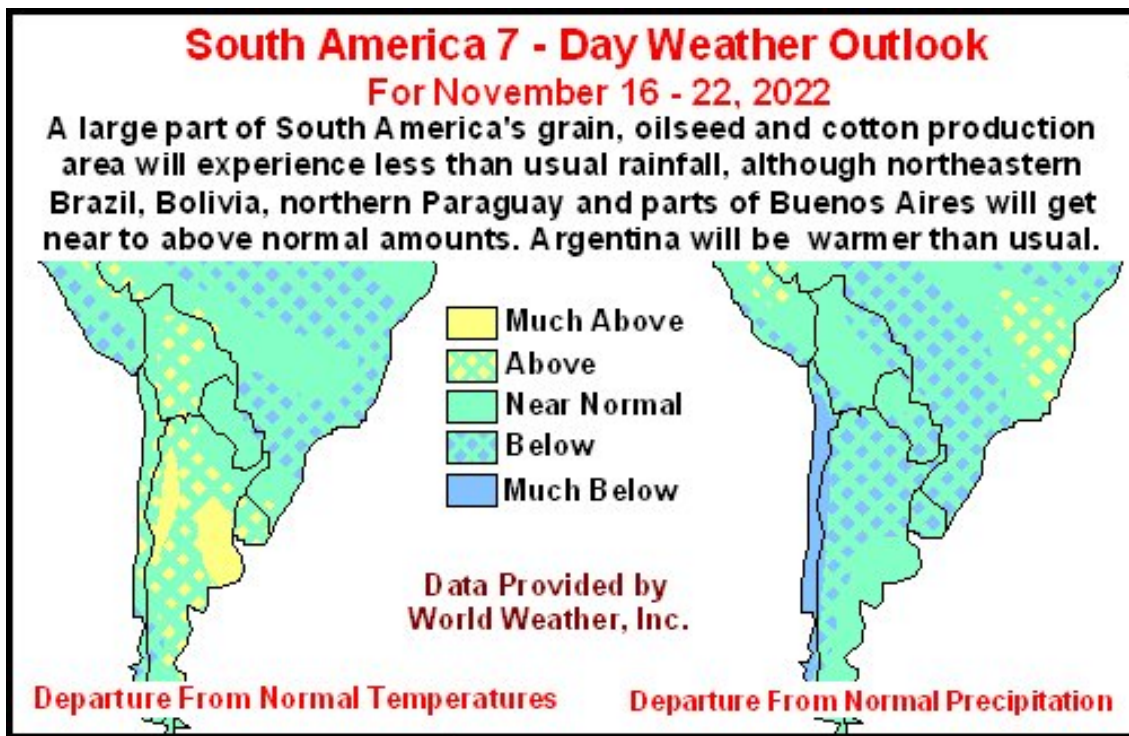 South America 7 - Day Weather Outlook
For November 16 - 22, 2022
A large part of South America's grain, oilseed and cotton production
area will experience less than usual rainfall, although northeastern
Brazil, Bolivia, northern Paraguay and parts of Buenos Aires will get
near to above normal amounts. Argentina will be warmer than usual.
Much Above
Above
Near Normal
Below
Much Below
Data Provided by
World Weather, Inc.
Departure From Normal Temperatures
Departure From Normal Precipitation